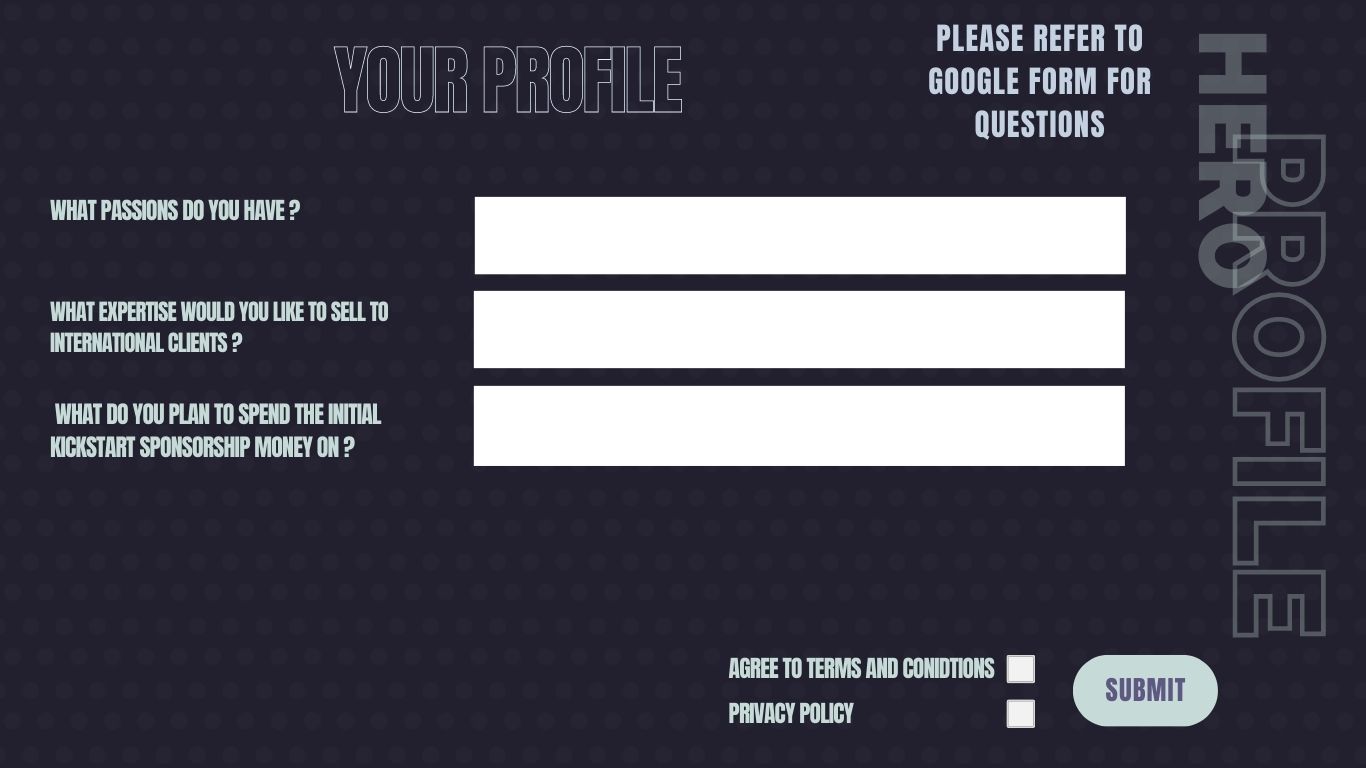 YOUR PROFILE
PLEASE REFER TO
GOOGLE FORM FOR
QUESTIONS
HERO
PROFILE
WHAT PASSIONS DO YOU HAVE ?
WHAT EXPERTISE WOULD YOU LIKE TO SELL TO
INTERNATIONAL CLIENTS ?
WHAT DO YOU PLAN TO SPEND THE INITIAL
KICKSTART SPONSORSHIP MONEY ON ?
AGREE TO TERMS AND CONIDTIONS
PRIVACY POLICY
SUBMIT